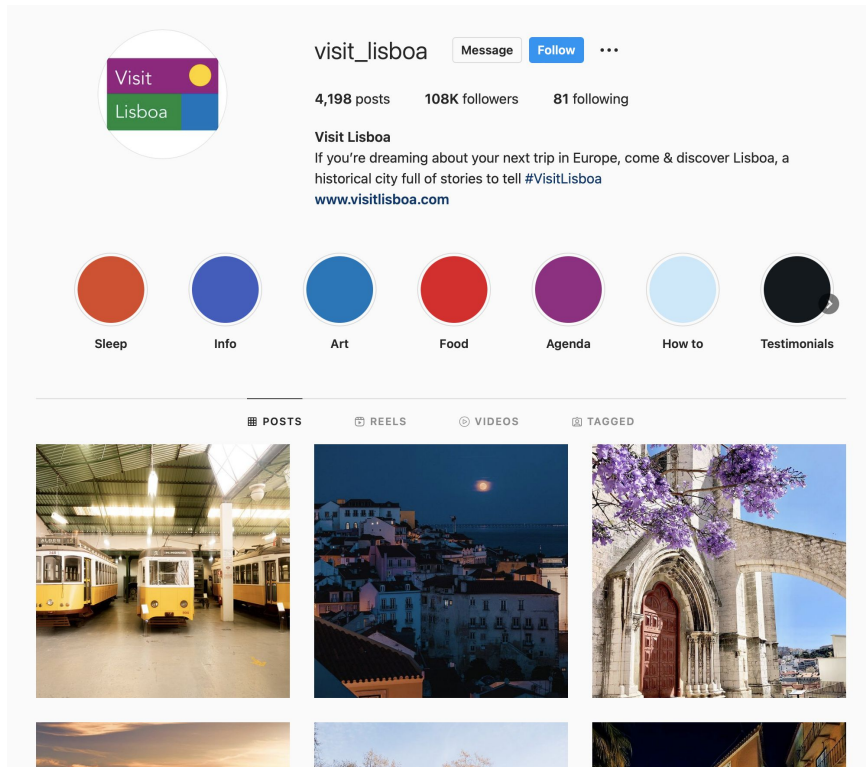 Visit
Lisboa
visit_lisboa Message Follow
4,198 posts 108K followers 81 following
Visit Lisboa
If you're dreaming about your next trip in Europe, come & discover Lisboa, a
historical city full of stories to tell #VisitLisboa
www.visitlisboa.com
Sleep Info Art Food Agenda How to Testimonials
POSTS REELS VIDEOS TAGGED